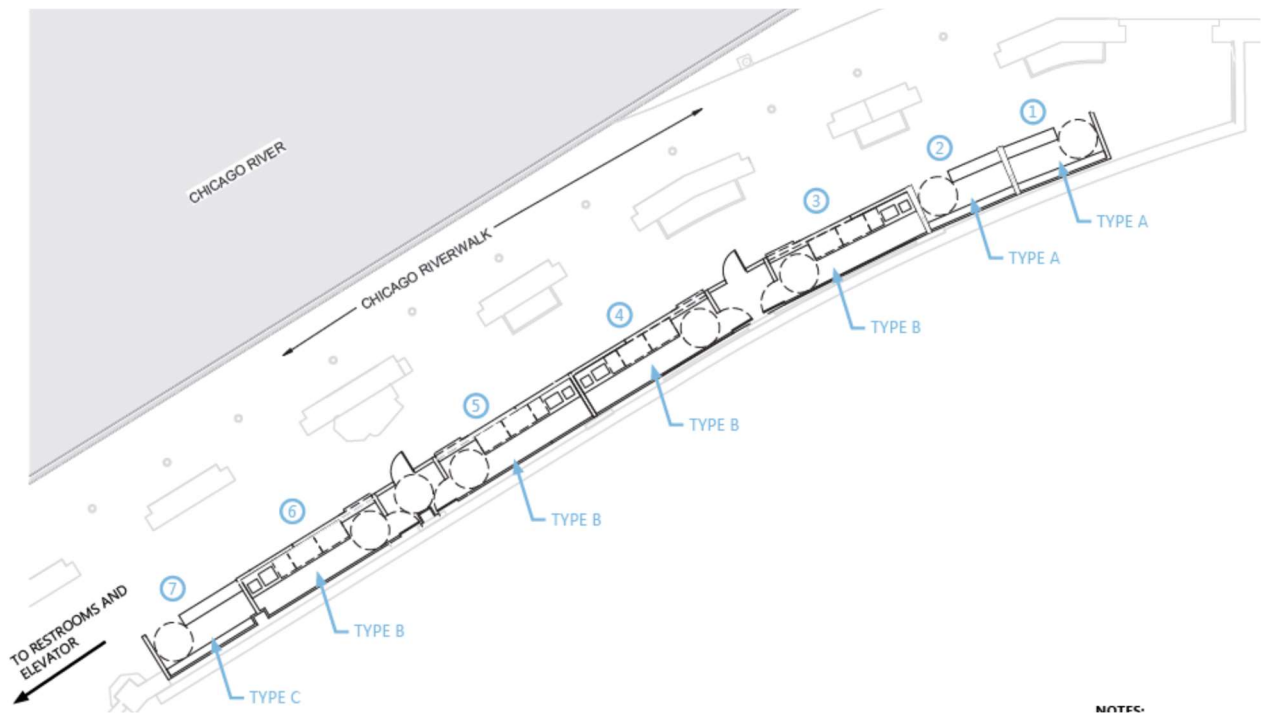 CHICAGO RIVER
CHICAGO RIVERWALK
1
2
3
4
5
6
7
TYPE A
TYPE A
TYPE B
TYPE B
TYPE B
TYPE B
TYPE C
TO RESTROOMS AND
ELEVATOR
NOTES: